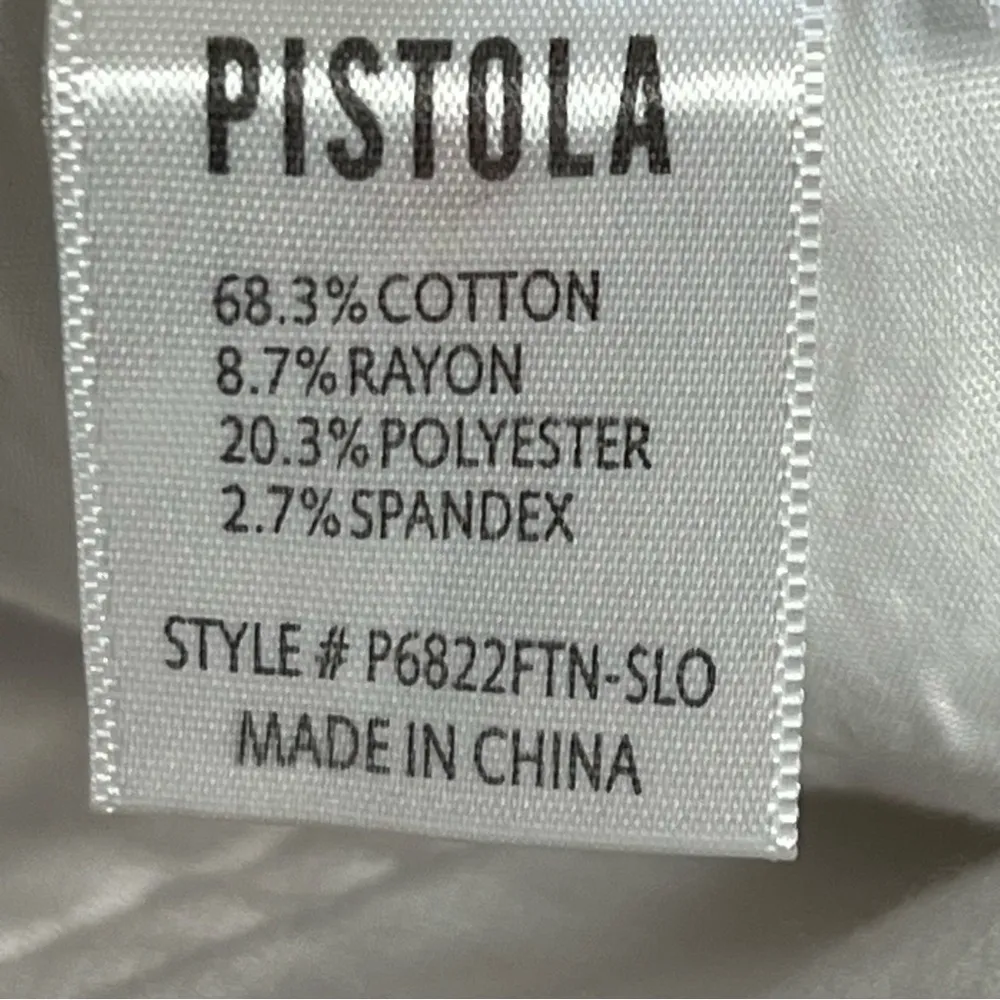 PISTOLA
68.3% COTTON
8.7% RAYON
20.3% POLYESTER
2.7% SPANDEX
STYLE # P6822FTN-SLO
MADE IN CHINA